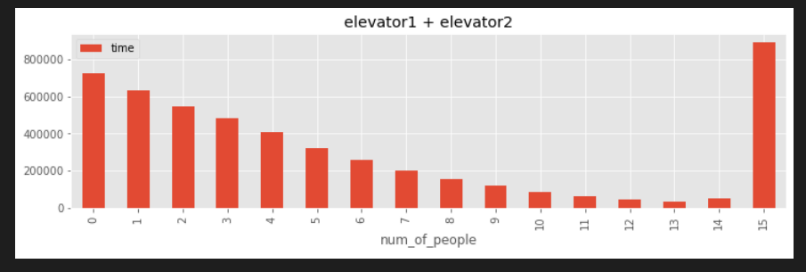 elevator1 + elevator2
time
800000
600000
400000
200000
0
0 1 2 3 4 5 6 7 8 9 10 11 12 13 14 15
num_of_people